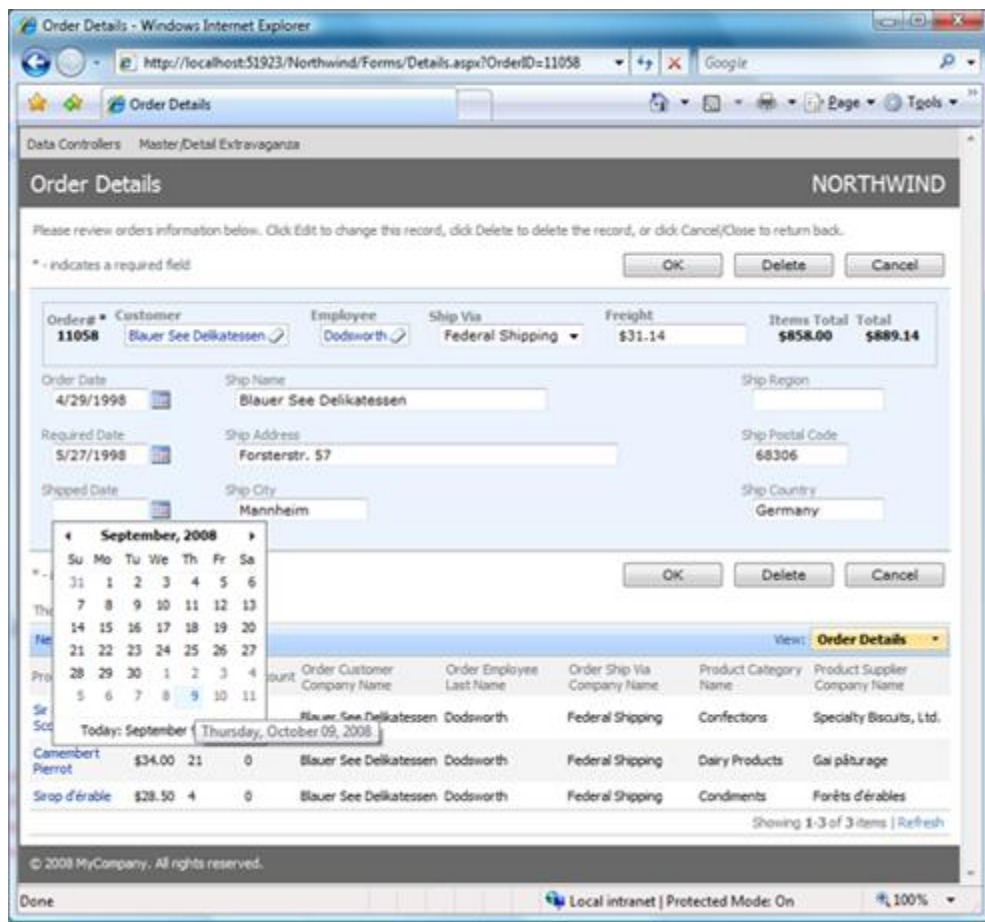 Order Details - Windows Internet Explorer
http://localhost:51923/Northwind/Forms/Details.aspx?OrderID=11058 Google
Order Details Page Tools
Data Controllers Master/Detail Extravaganza
Order Details NORTHWIND
Please review orders information below. Click Edit to change this record, click Delete to delete the record, or click Cancel/Close to return back.
* - indicates a required field OK Delete Cancel
Order# * Customer Employee Ship Via Freight Items Total Total
11058 Blauer See Delikatessen Dodsworth Federal Shipping $31.14 $858.00 $889.14
Order Date Ship Name Ship Region
4/29/1998 Blauer See Delikatessen
Required Date Ship Address Ship Postal Code
5/27/1998 Forsterstr. 57 68306
Shipped Date Ship City Ship Country
Mannheim Germany
September, 2008
Su Mo Tu We Th Fr Sa
31 1 2 3 4 5 6
* - OK Delete Cancel
7 8 9 10 11 12 13
14 15 16 17 18 19 20
Ne View: Order Details
21 22 23 24 25 26 27
28 29 30 1 2 3 4
Pro ount Order Customer Company Name Order Employee Last Name Order Ship Via Company Name Product Category Name Product Supplier Company Name
5 6 7 8 9 10 11
Sir Blauer See Delikatessen Dodsworth Federal Shipping Confections Specialty Biscuits, Ltd.
Sco Today: September Thursday, October 09, 2008
Camembert Pierrot $34.00 21 0 Blauer See Delikatessen Dodsworth Federal Shipping Dairy Products Gai pâturage
Sirop d'érable $28.50 4 0 Blauer See Delikatessen Dodsworth Federal Shipping Condiments Forêts d'érables
Showing 1-3 of 3 items | Refresh
© 2008 MyCompany. All rights reserved.
Done Local intranet | Protected Mode: On 100%